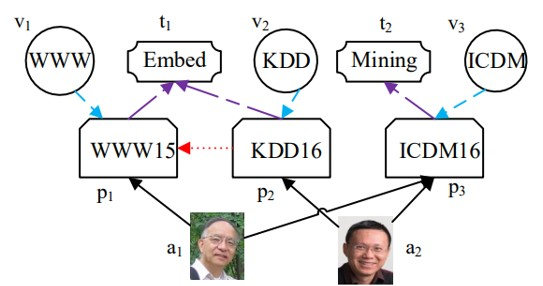 v1 t1 v2 t2 v3
WWW Embed KDD Mining ICDM
WWW15 KDD16 ICDM16
p1 p2 p3
a1 a2